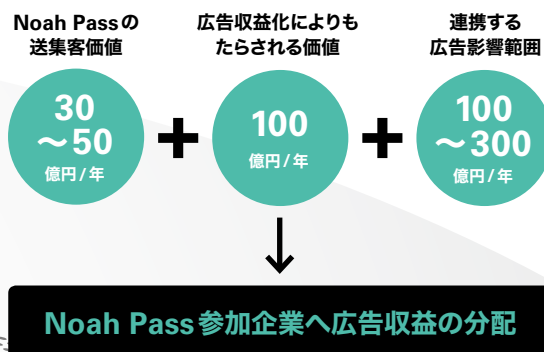 Noah Passの
送集客価値
広告収益化によりも
たらされる価値
連携する
広告影響範囲
30
～50
億円/年
+
100
億円/年
+
100
～300
億円/年
Noah Pass参加企業へ広告収益の分配